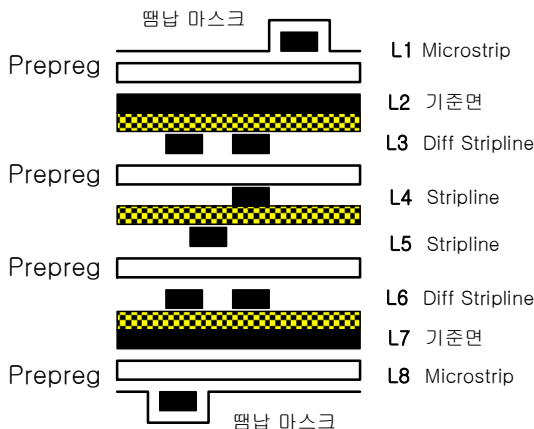 땜납 마스크
L1 Microstrip
Prepreg
L2 기준면
L3 Diff Stripline
Prepreg
L4 Stripline
L5 Stripline
Prepreg
L6 Diff Stripline
L7 기준면
Prepreg
L8 Microstrip
땜납 마스크